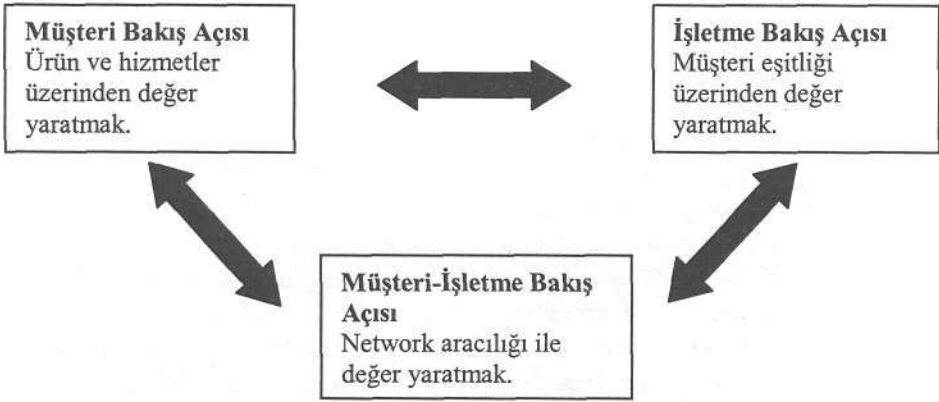 Müşteri Bakış Açısı
Ürün ve hizmetler
üzerinden değer
yaratmak.
İşletme Bakış Açısı
Müşteri eşitliği
üzerinden değer
yaratmak.
Müşteri-İşletme Bakış
Açısı
Network aracılığı ile
değer yaratmak.